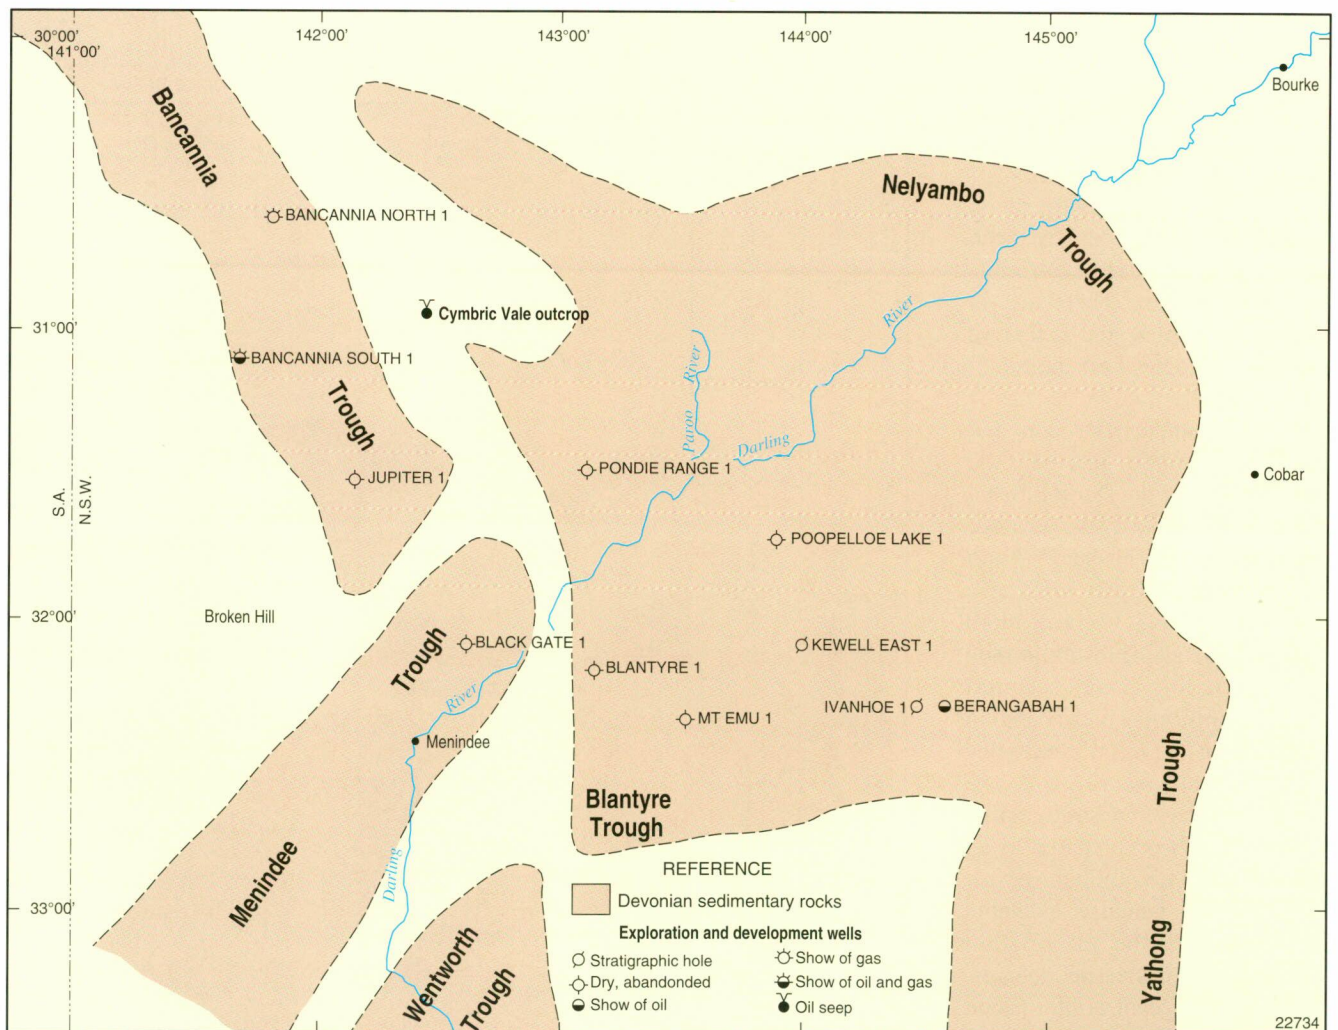 30°00'
141°00'
142°00'
143°00'
144°00'
145°00'
Bourke
Bancannia
Nelyambo
BANCANNIA NORTH 1
Trough
Cymbric Vale outcrop
River
31°00'
BANCANNIA SOUTH 1
River
Trough
Paroo
Darling
PONDIE RANGE 1
JUPITER 1
Cobar
S.A.
N.S.W.
POOPELLOE LAKE 1
32°00'
Broken Hill
Trough
BLACK GATE 1
KEWELL EAST 1
BLANTYRE 1
River
IVANHOE 1
BERANGABAH 1
MT EMU 1
Menindee
Trough
Blantyre
Trough
Menindee
Darling
33°00'
REFERENCE
Devonian sedimentary rocks
Exploration and development wells
Stratigraphic hole
Show of gas
Dry, abandonded
Show of oil and gas
Show of oil
Oil seep
Wentworth
Trough
Yathong
22734